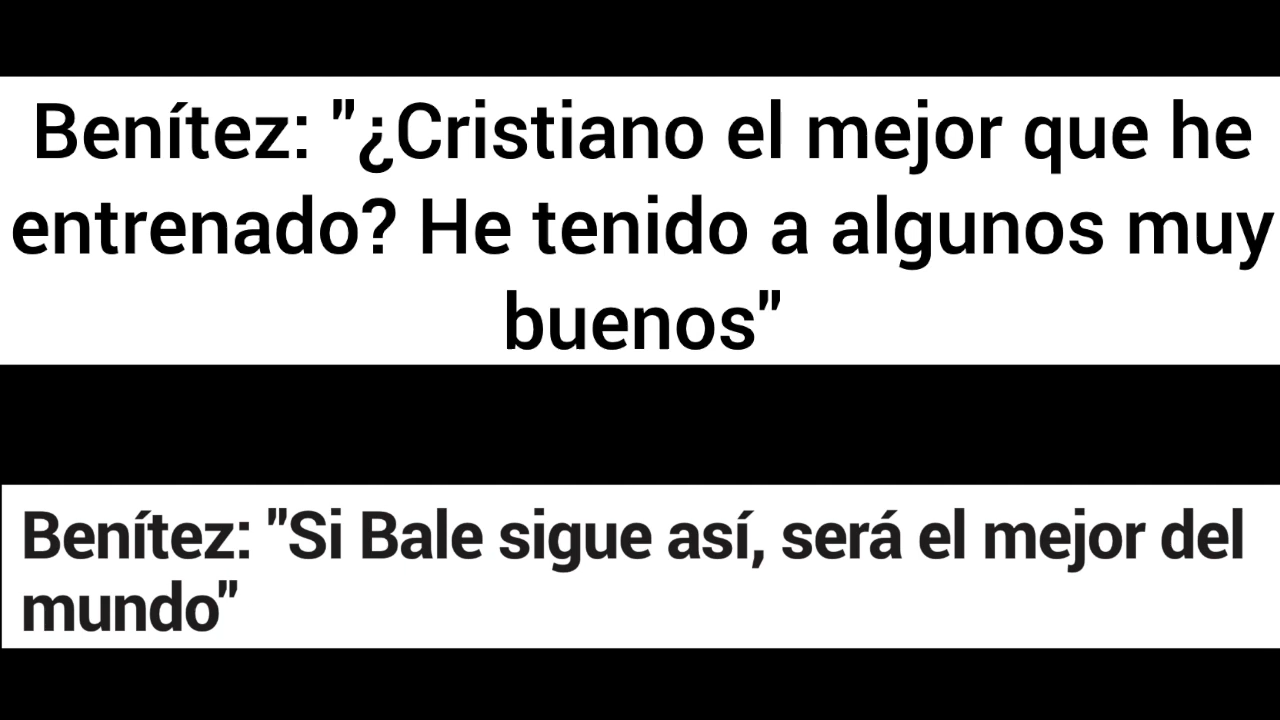 Benítez: "¿Cristiano el mejor que he
entrenado? He tenido a algunos muy
buenos"
Benítez: "Si Bale sigue así, será el mejor del
mundo"